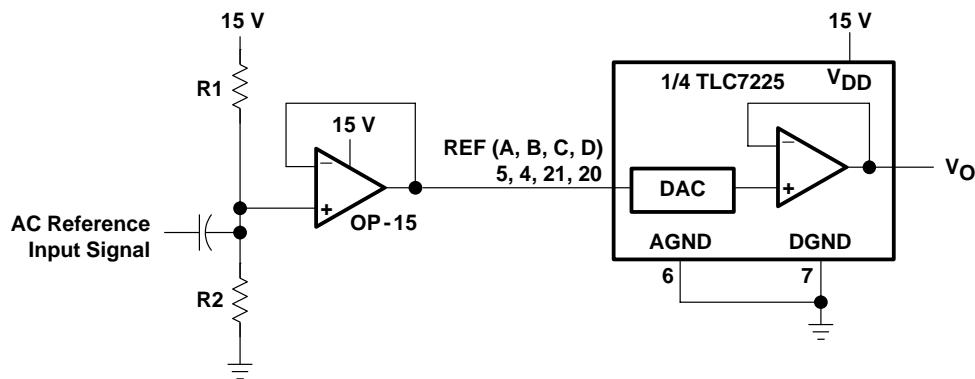 15 V
15 V
1/4 TLC7225
VDD
R1
15 V
REF (A, B, C, D)
5, 4, 21, 20
−
−
DAC
+
VO
+
OP-15
AC Reference
Input Signal
AGND
DGND
6
7
R2